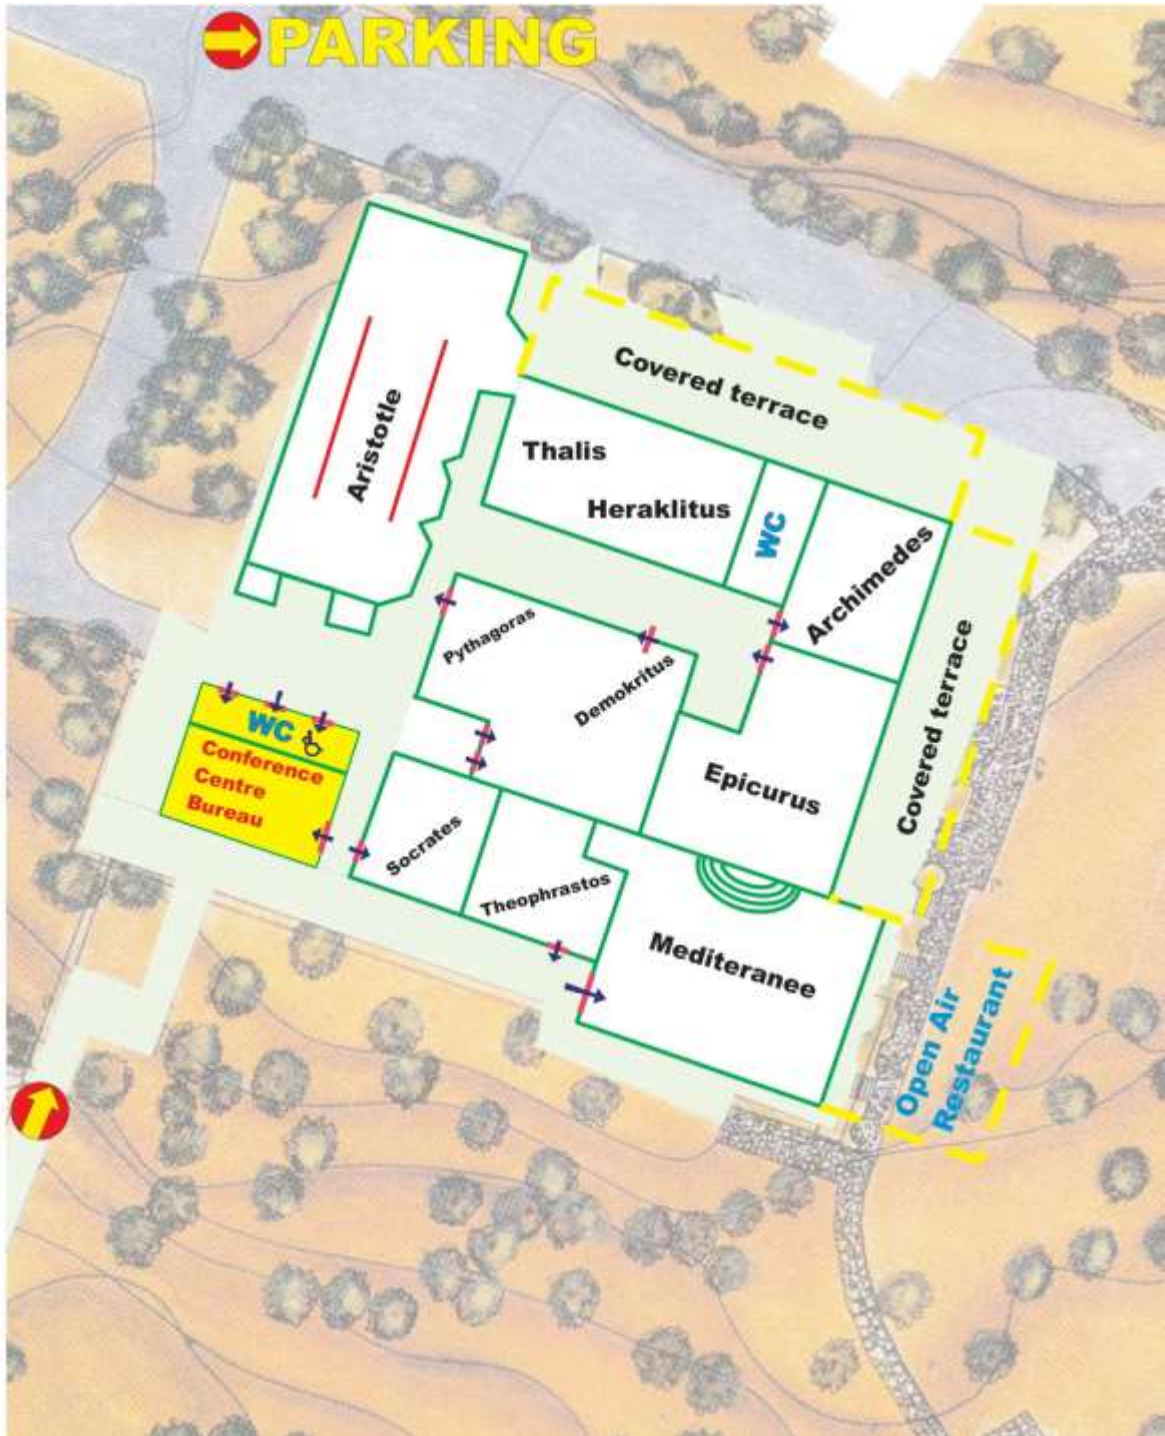 PARKING
Covered terrace
Aristotle
Thalis
Heraklitus
WC
Archimedes
Pythagoras
Demokritus
Covered terrace
WC
Conference
Centre
Bureau
Epicurus
Socrates
Theophrastos
Mediteranee
Open Air
Restaurant